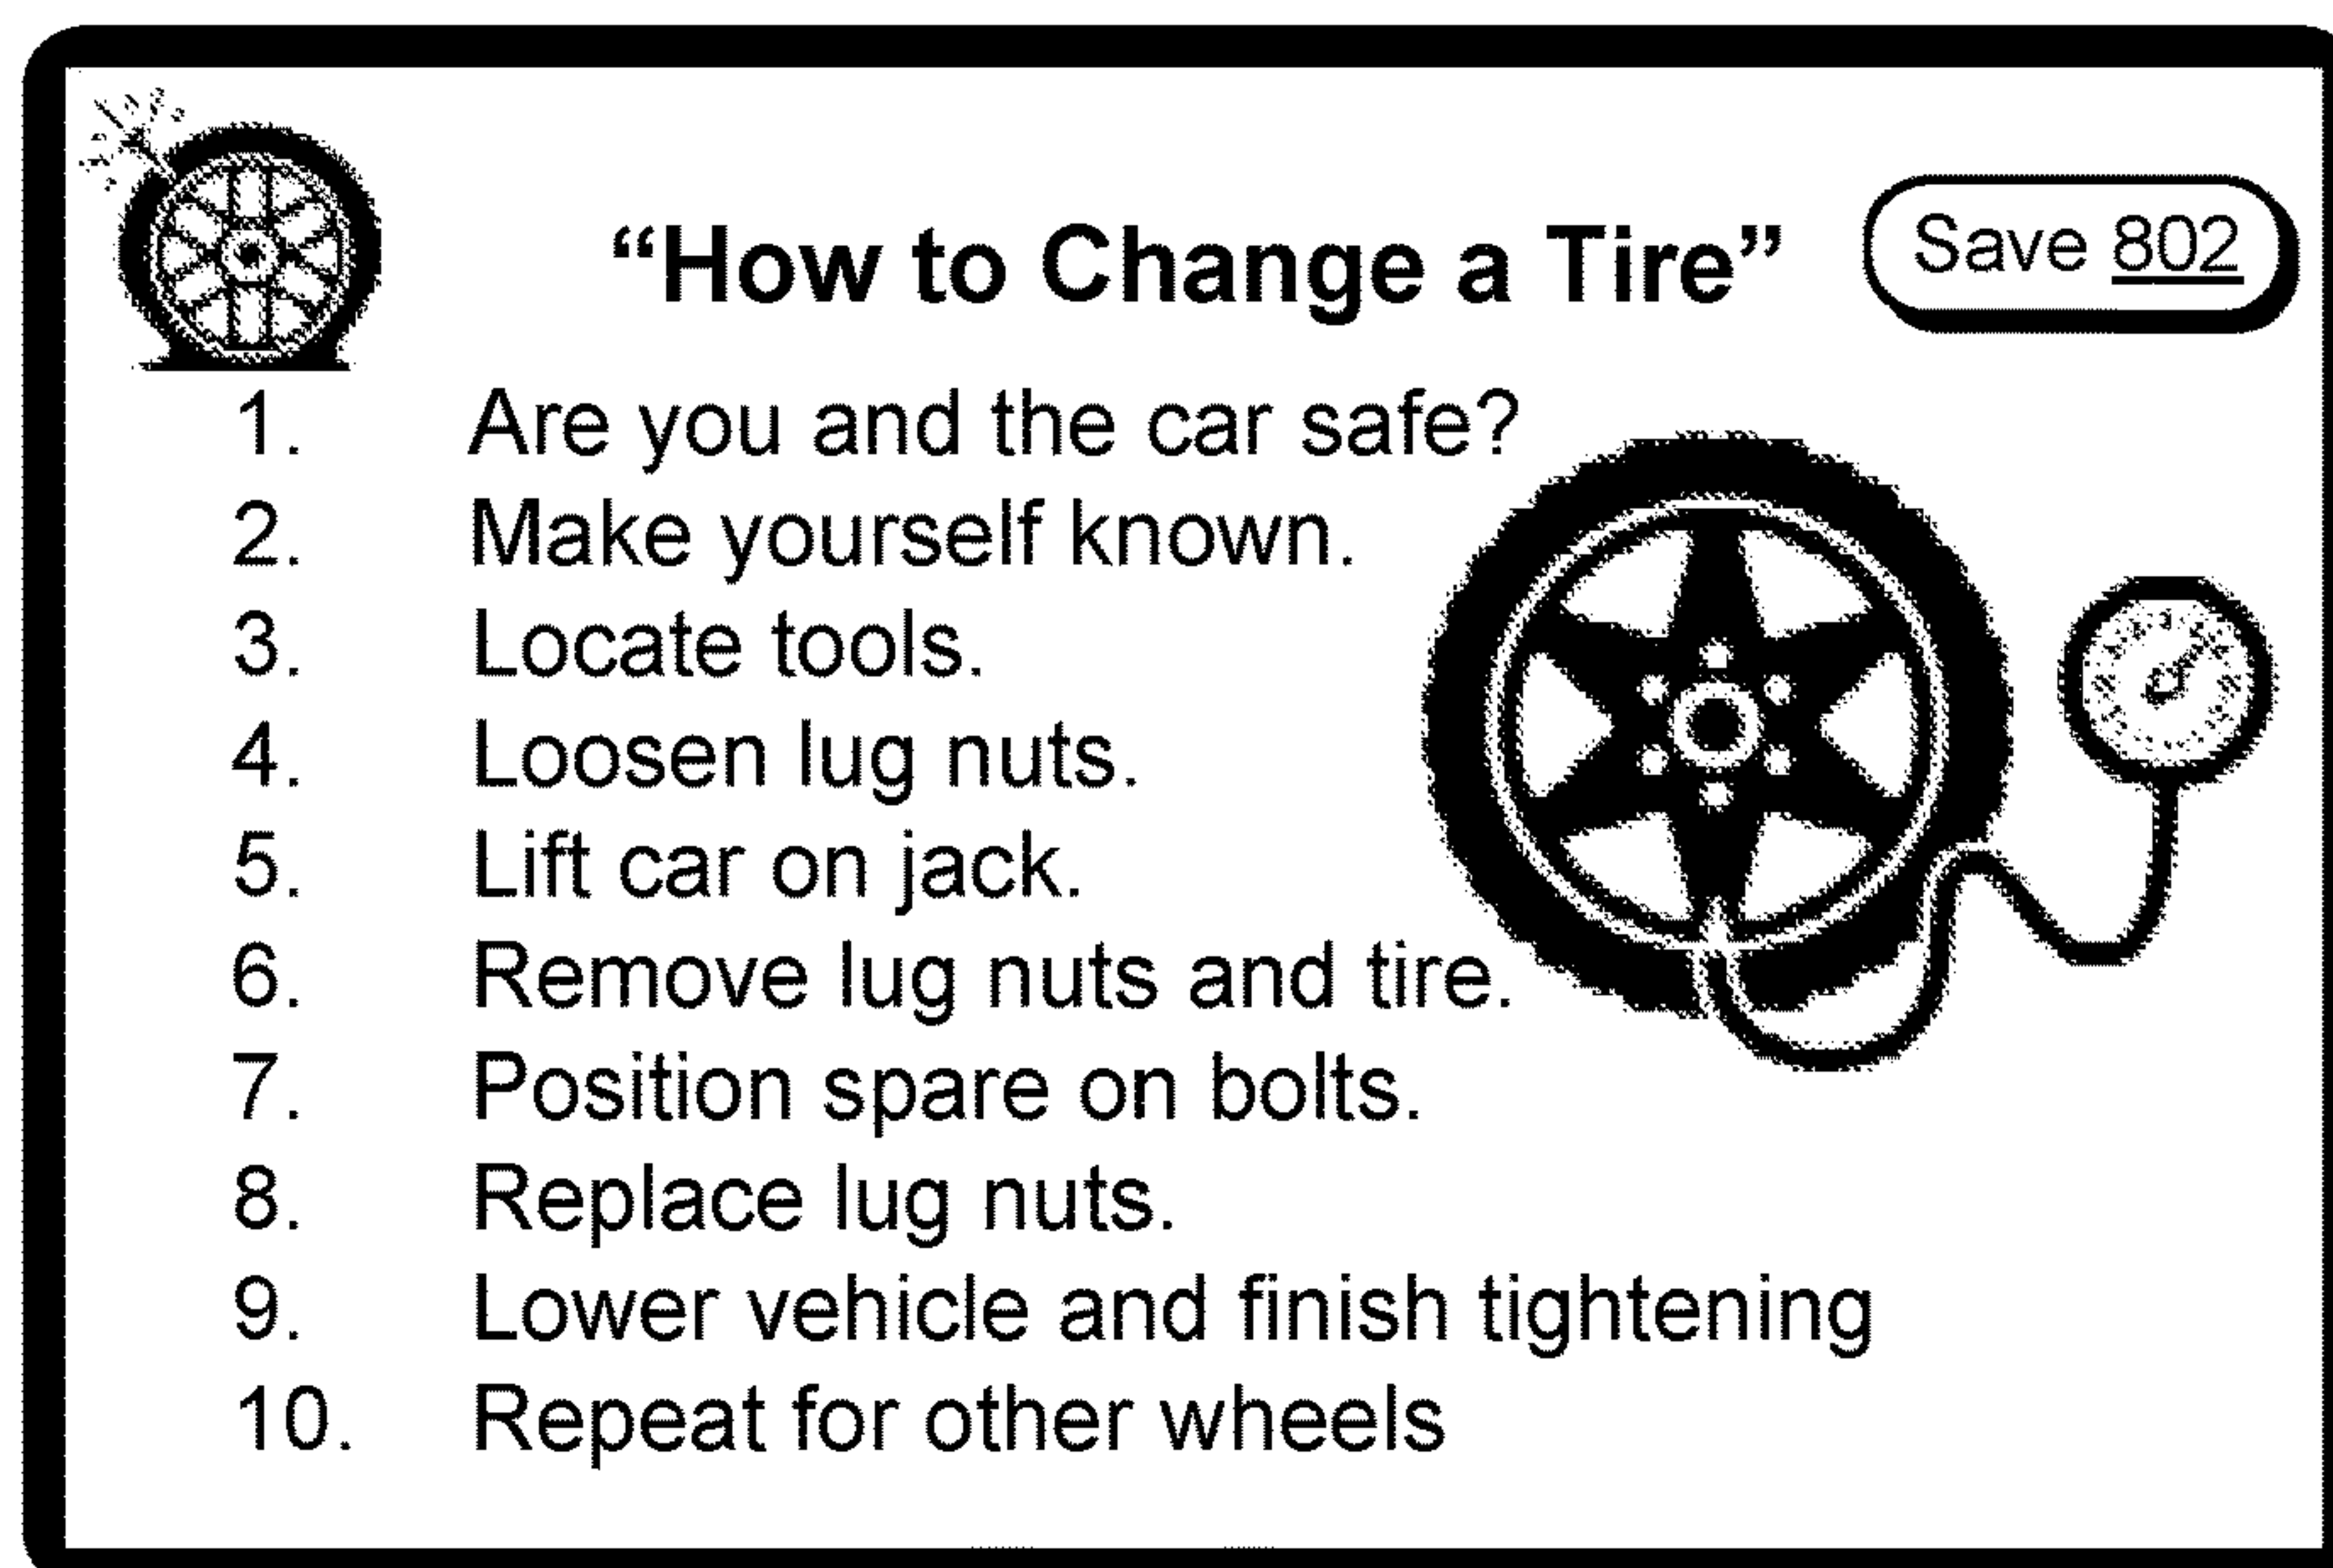 “How to Change a Tire”
Save 802
1. Are you and the car safe?
2. Make yourself known.
3. Locate tools.
4. Loosen lug nuts.
5. Lift car on jack.
6. Remove lug nuts and tire.
7. Position spare on bolts.
8. Replace lug nuts.
9. Lower vehicle and finish tightening
10. Repeat for other wheels